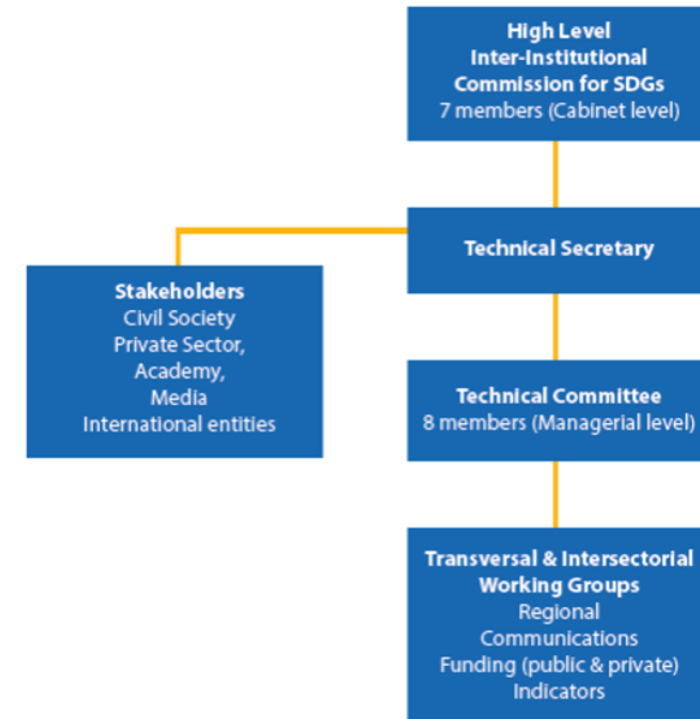 High Level
Inter-Institutional
Commission for SDGs
7 members (Cabinet level)
Technical Secretary
Stakeholders
Civil Society
Private Sector,
Academy,
Media
International entities
Technical Committee
8 members (Managerial level)
Transversal & Intersectorial
Working Groups
Regional
Communications
Funding (public & private)
Indicators